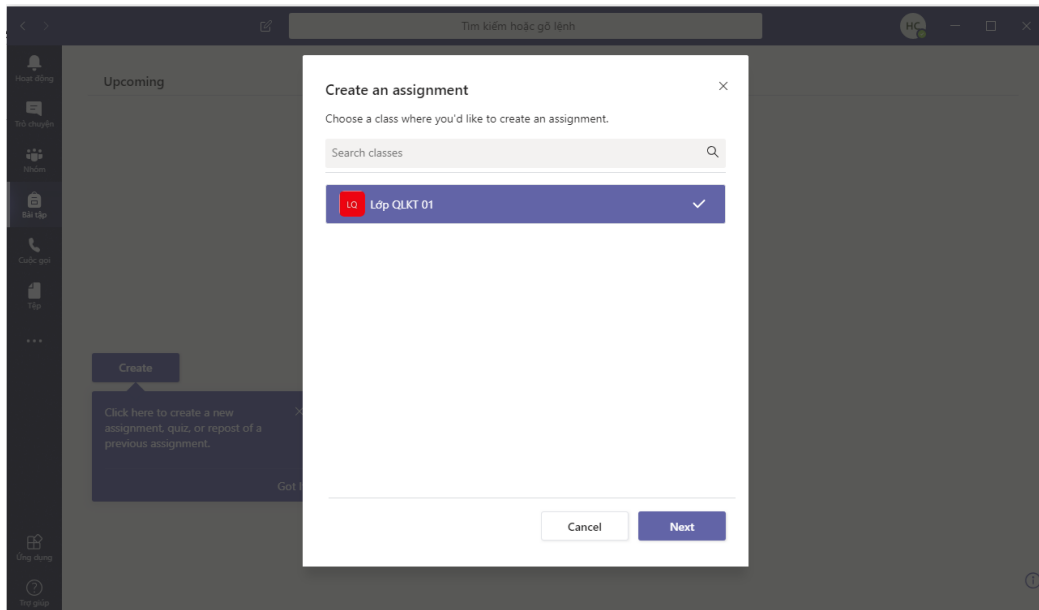 Tìm kiếm hoặc gõ lệnh
HC
Hoạt động
Trò chuyện
Nhóm
Bài tập
Cuộc gọi
Tệp
Ứng dụng
Trợ giúp
Upcoming
Create
Click here to create a new
assignment, quiz, or repost of a
previous assignment.
Got
Create an assignment
Choose a class where you'd like to create an assignment.
Search classes
LQ Lớp QLKT 01
Cancel
Next